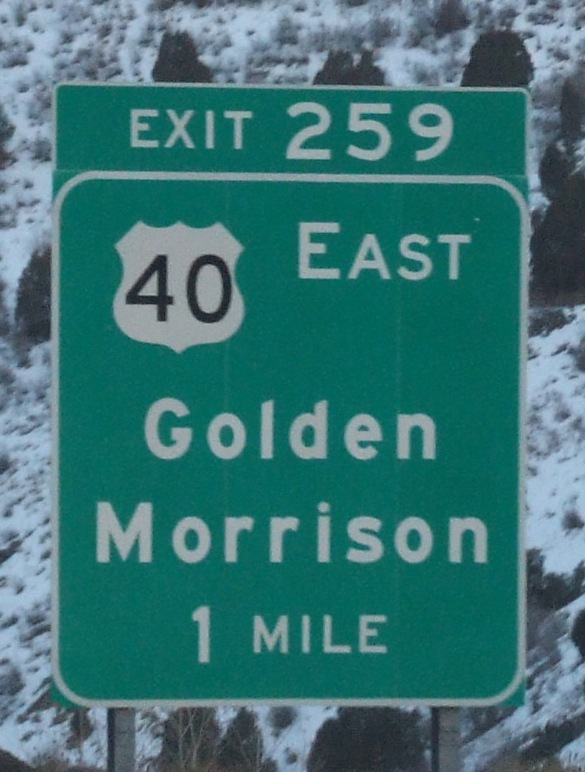 EXIT 259
40 EAST
Golden
Morrison
1 MILE